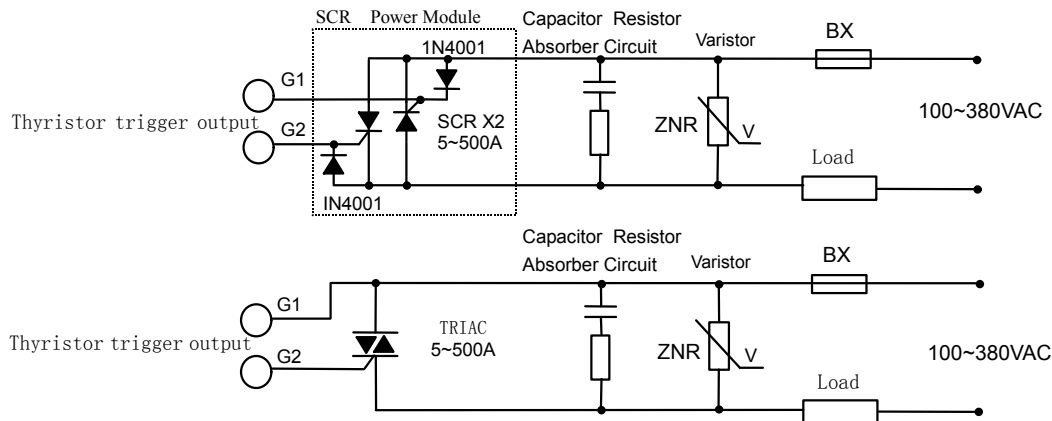 SCR Power Module
Capacitor Resistor
Absorber Circuit
Varistor
BX
1N4001
G1
Thyristor trigger output
G2
SCR X2
5~500A
ZNR
V
100~380VAC
Load
IN4001
Capacitor Resistor
Absorber Circuit
Varistor
BX
G1
Thyristor trigger output
G2
TRIAC
5~500A
ZNR
V
100~380VAC
Load